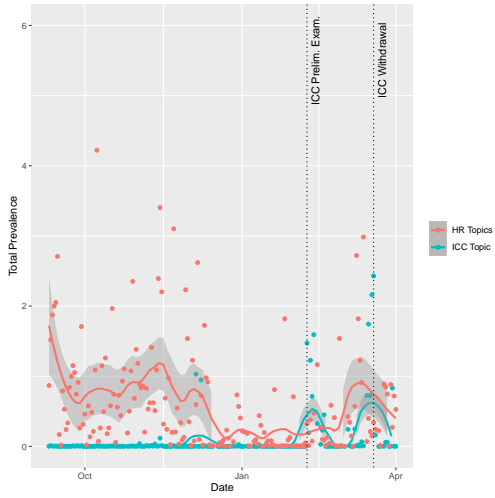 6
4
2
0
Total Prevalence
ICC Prelim. Exam.
ICC Withdrawal
HR Topics
ICC Topic
Oct
Jan
Apr
Date